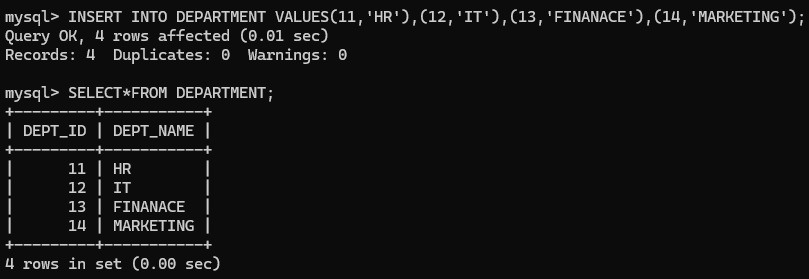 mysql> INSERT INTO DEPARTMENT VALUES(11,'HR'),(12,'IT'),(13,'FINANACE'),(14,'MARKETING');
Query OK, 4 rows affected (0.01 sec)
Records: 4  Duplicates: 0  Warnings: 0

mysql> SELECT*FROM DEPARTMENT;
+---------+-----------+
| DEPT_ID | DEPT_NAME |
+---------+-----------+
|      11 | HR        |
|      12 | IT        |
|      13 | FINANACE  |
|      14 | MARKETING |
+---------+-----------+
4 rows in set (0.00 sec)